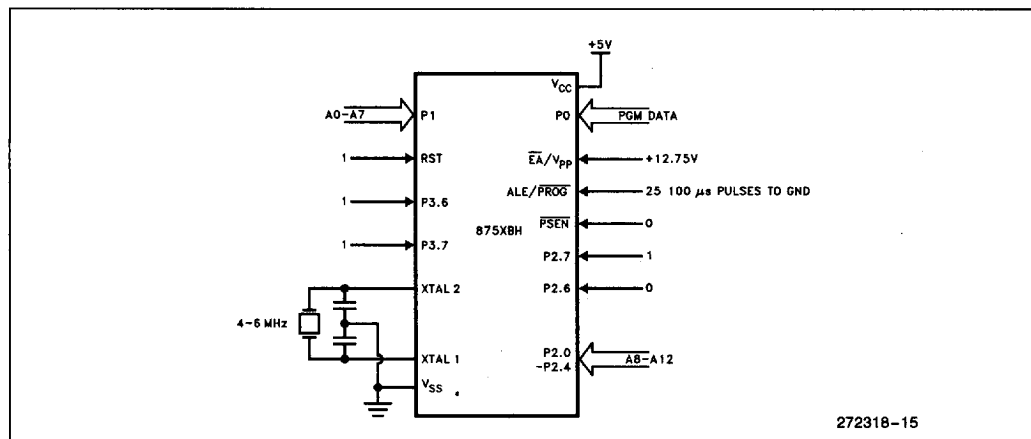 +5V
VCC
A0-A7
P1
P0
PGM DATA
1
RST
EA/VPP
+12.75V
ALE/PROG
25 100 µs PULSES TO GND
1
P3.6
PSEN
0
875XBH
1
P3.7
P2.7
1
XTAL 2
P2.6
0
4-6 MHz
XTAL 1
P2.0
-P2.4
A8-A12
VSS
272318-15